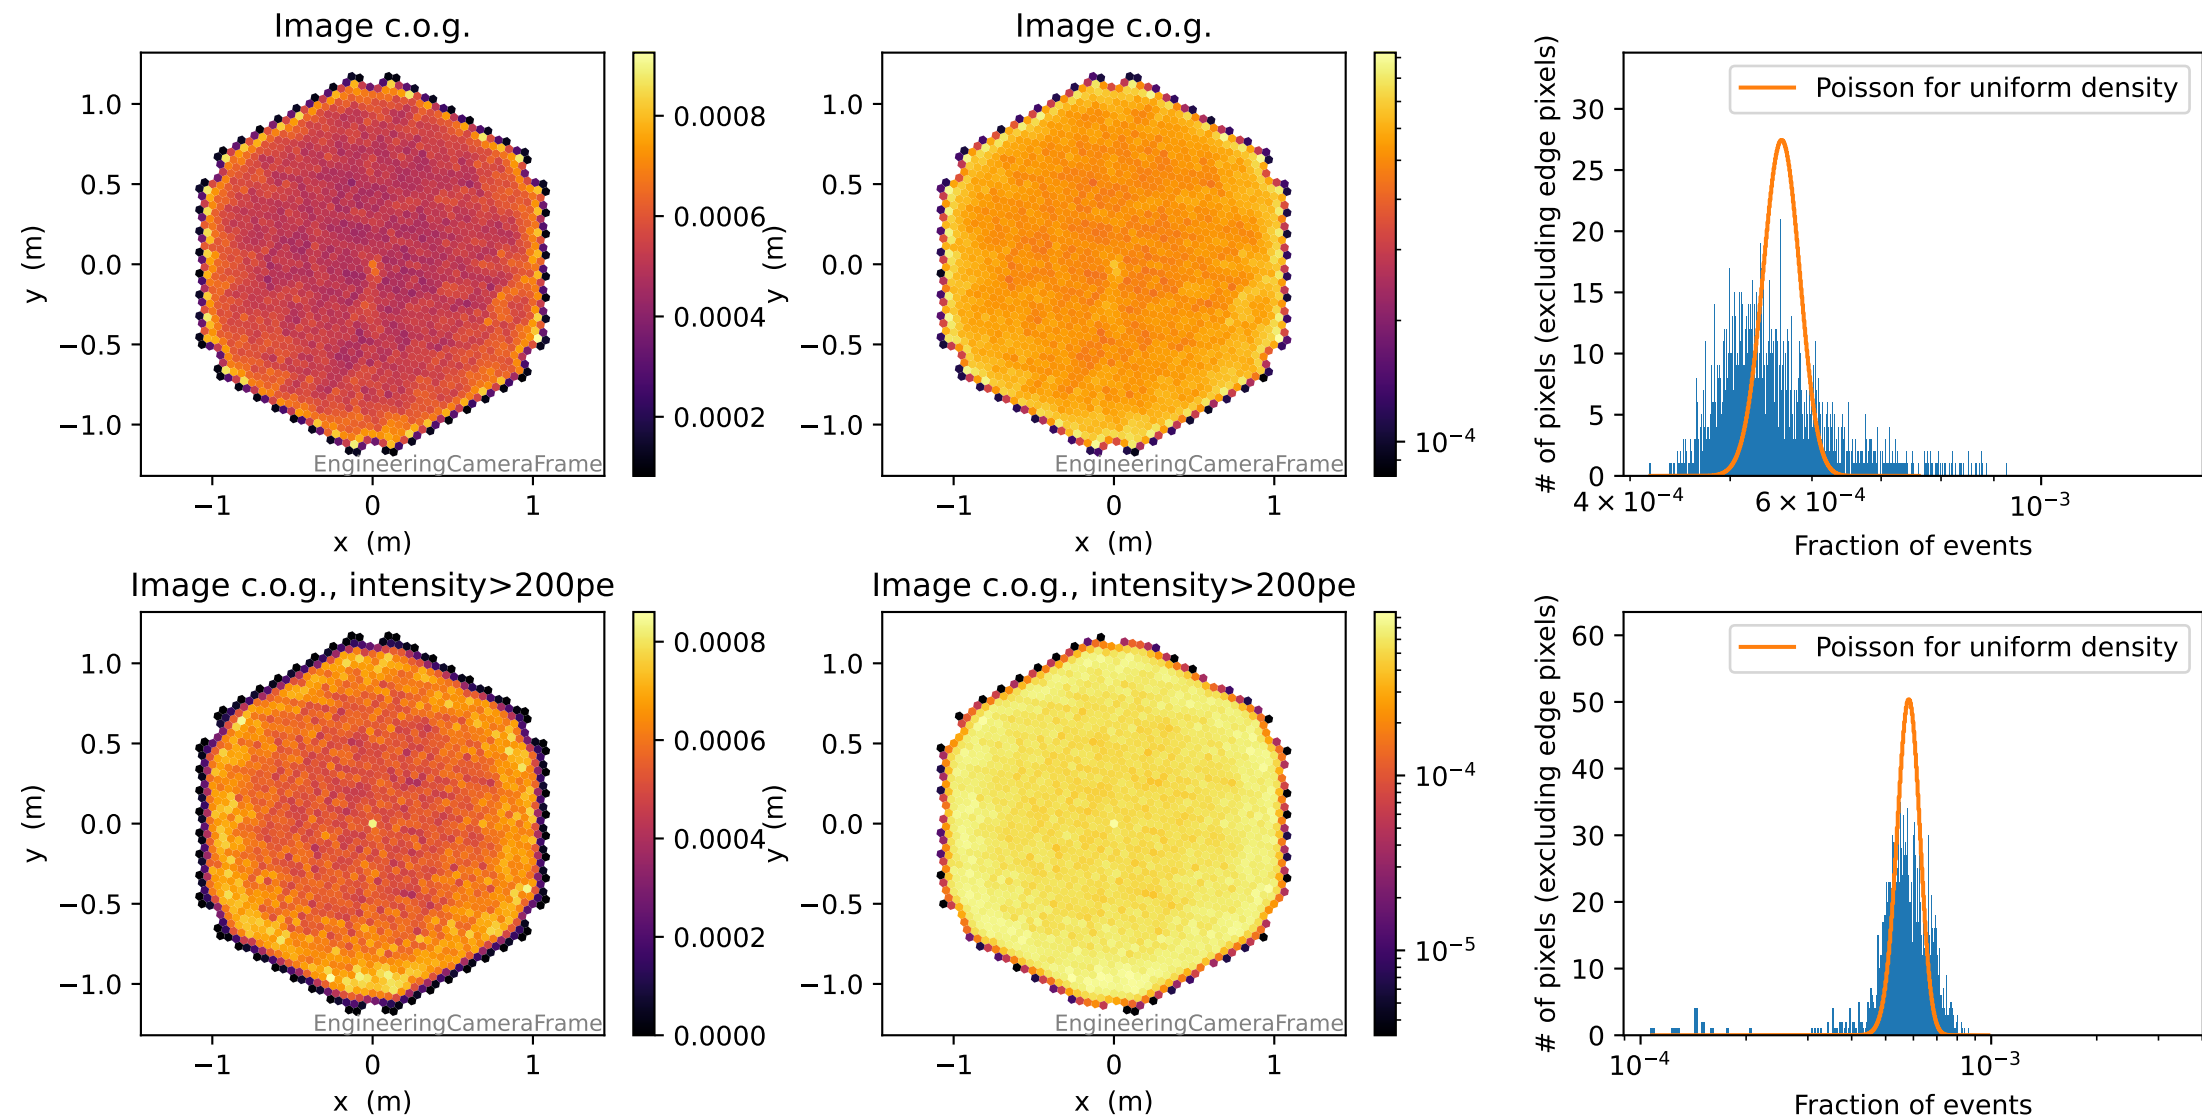 Image c.o.g.
1.0
0.5
0.0
−0.5
−1.0
y (m)
−1
0
1
x (m)
EngineeringCameraFrame
0.0008
0.0006
0.0004
0.0002
Image c.o.g.
1.0
0.5
0.0
−0.5
−1.0
y (m)
−1
0
1
x (m)
EngineeringCameraFrame
10⁻⁴
# of pixels (excluding edge pixels)
30
25
20
15
10
5
0
Poisson for uniform density
4 × 10⁻⁴
6 × 10⁻⁴
10⁻³
Fraction of events
Image c.o.g., intensity>200pe
1.0
0.5
0.0
−0.5
−1.0
y (m)
−1
0
1
x (m)
EngineeringCameraFrame
0.0008
0.0006
0.0004
0.0002
0.0000
Image c.o.g., intensity>200pe
1.0
0.5
0.0
−0.5
−1.0
y (m)
−1
0
1
x (m)
EngineeringCameraFrame
10⁻⁴
10⁻⁵
# of pixels (excluding edge pixels)
60
50
40
30
20
10
0
Poisson for uniform density
10⁻⁴
10⁻³
Fraction of events